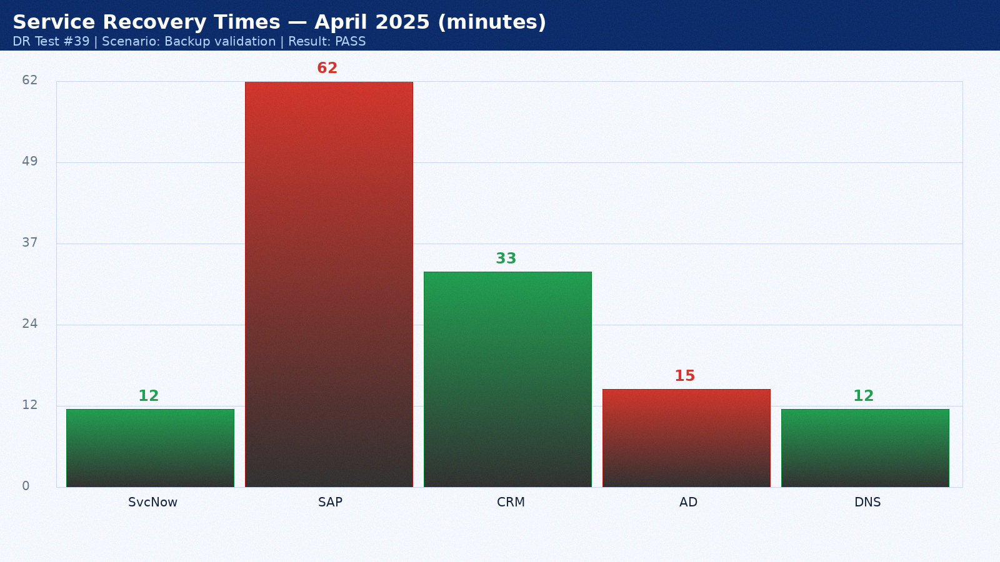 Service Recovery Times — April 2025 (minutes)
DR Test #39 | Scenario: Backup validation | Result: PASS
62
49
37
24
12
0
12
62
33
15
12
SvcNow
SAP
CRM
AD
DNS